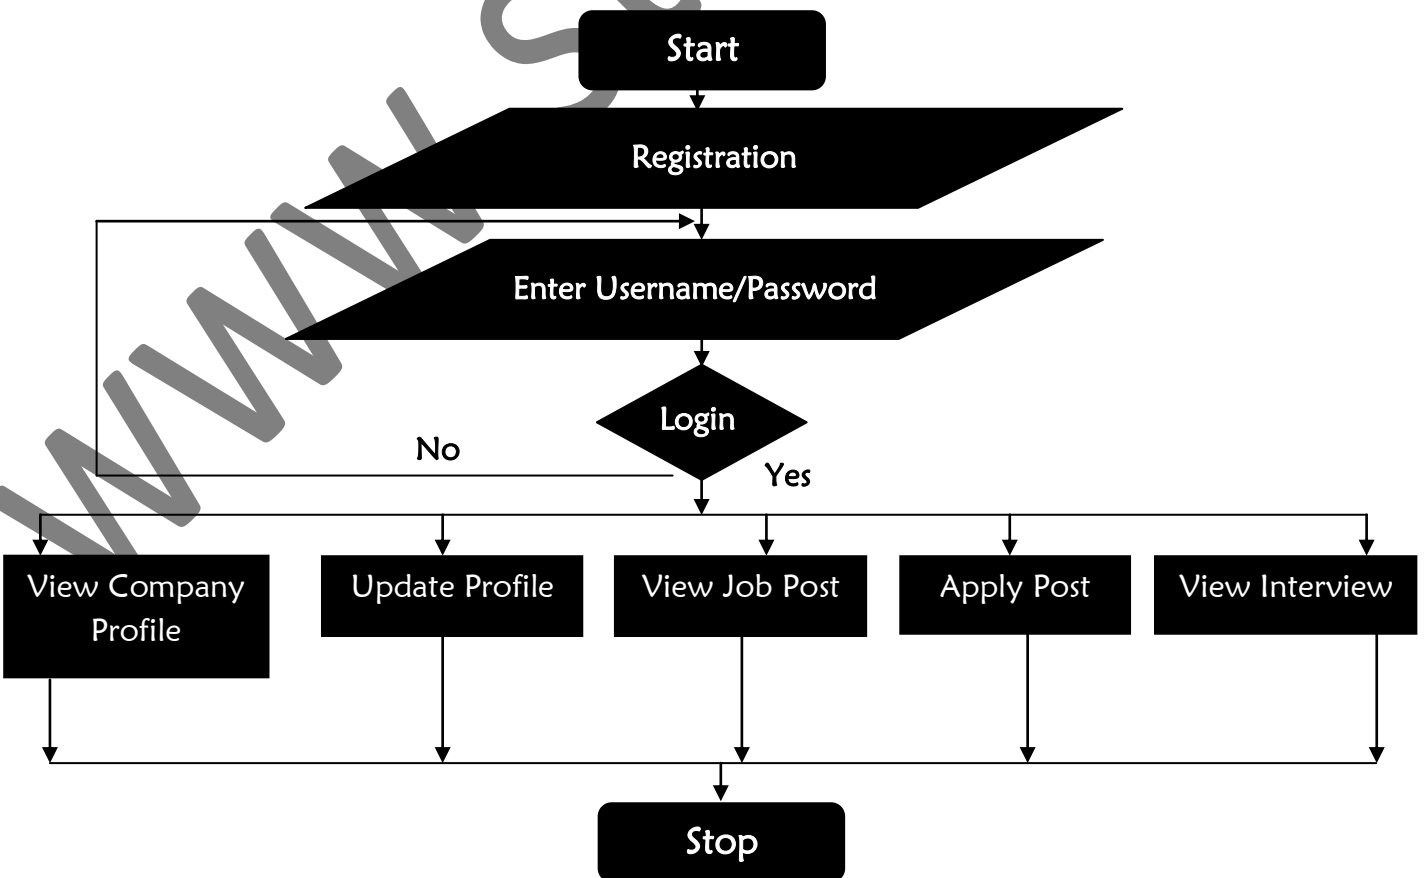 Start
Registration
Enter Username/Password
Login
No
Yes
View Company
Profile
Update Profile
View Job Post
Apply Post
View Interview
Stop